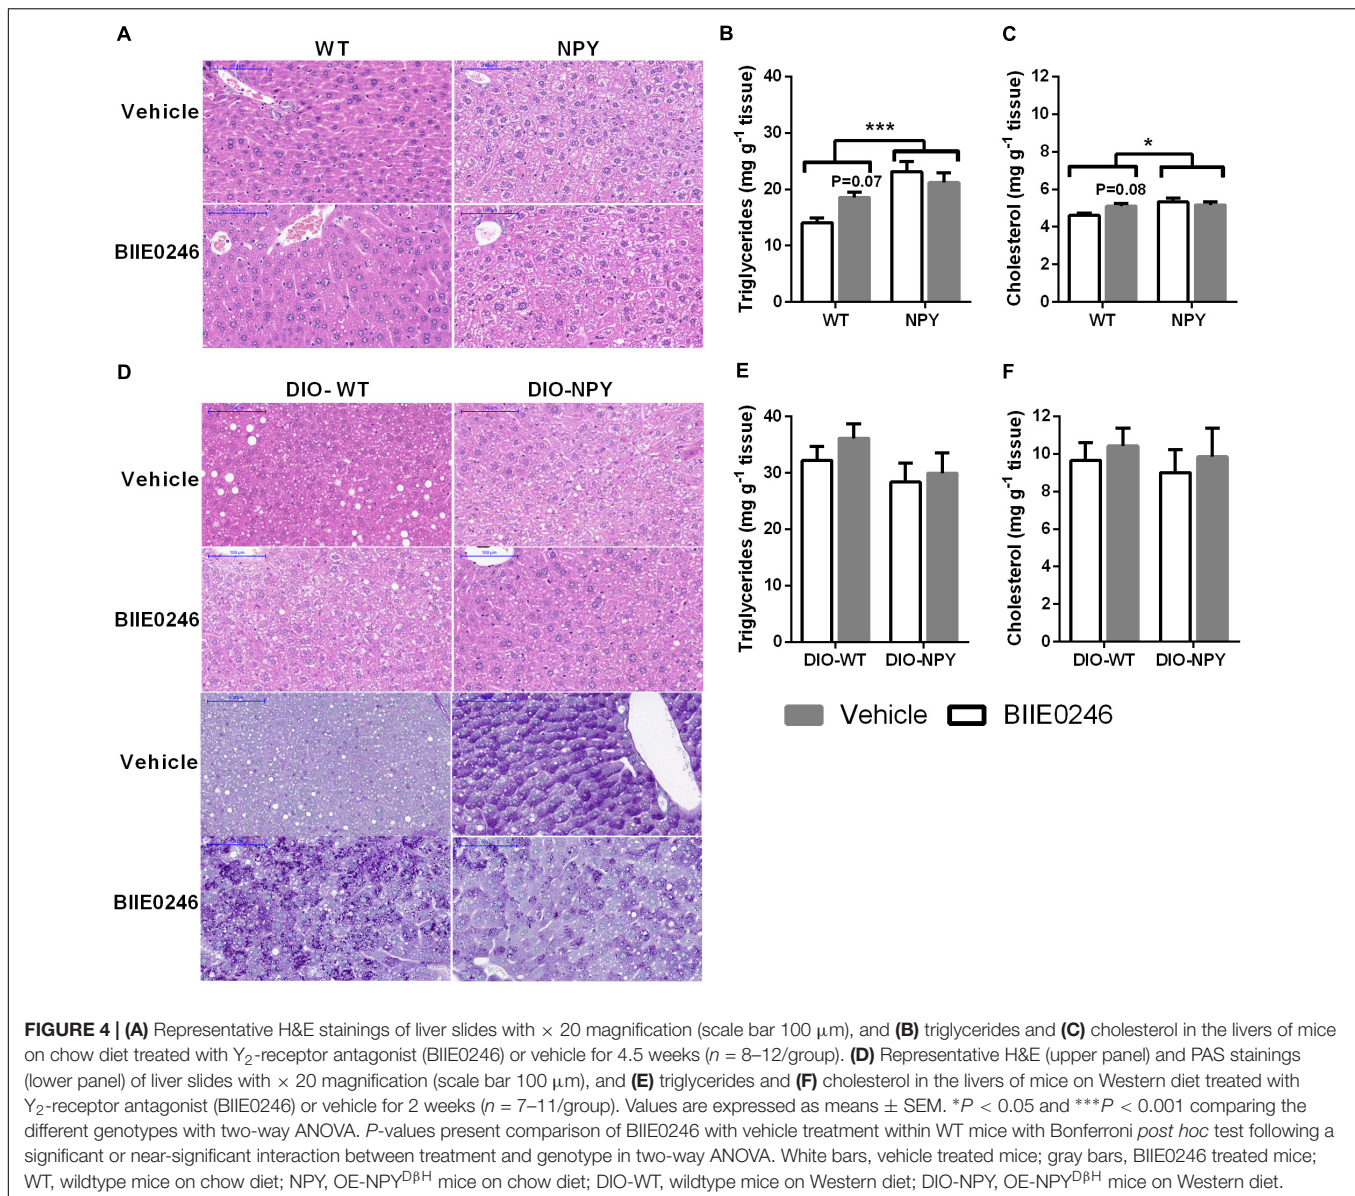 A
WT NPY
Vehicle
BIIE0246
B
Triglycerides (mg g⁻¹ tissue)
40
30
20
10
0
***
P=0.07
WT NPY
C
Cholesterol (mg g⁻¹ tissue)
12
10
8
6
4
2
0
*
P=0.08
WT NPY
D
DIO- WT DIO-NPY
Vehicle
100 µm
BIIE0246
100 µm
Vehicle
BIIE0246
E
Triglycerides (mg g⁻¹ tissue)
40
30
20
10
0
DIO-WT DIO-NPY
F
Cholesterol (mg g⁻¹ tissue)
12
10
8
6
4
2
0
DIO-WT DIO-NPY
Vehicle BIIE0246
FIGURE 4 | (A) Representative H&E stainings of liver slides with × 20 magnification (scale bar 100 μm), and (B) triglycerides and (C) cholesterol in the livers of mice
on chow diet treated with Y₂-receptor antagonist (BIIE0246) or vehicle for 4.5 weeks (n = 8–12/group). (D) Representative H&E (upper panel) and PAS stainings
(lower panel) of liver slides with × 20 magnification (scale bar 100 μm), and (E) triglycerides and (F) cholesterol in the livers of mice on Western diet treated with
Y₂-receptor antagonist (BIIE0246) or vehicle for 2 weeks (n = 7–11/group). Values are expressed as means ± SEM. *P < 0.05 and ***P < 0.001 comparing the
different genotypes with two-way ANOVA. P-values present comparison of BIIE0246 with vehicle treatment within WT mice with Bonferroni post hoc test following a
significant or near-significant interaction between treatment and genotype in two-way ANOVA. White bars, vehicle treated mice; gray bars, BIIE0246 treated mice;
WT, wildtype mice on chow diet; NPY, OE-NPYᴰᵝᴴ mice on chow diet; DIO-WT, wildtype mice on Western diet; DIO-NPY, OE-NPYᴰᵝᴴ mice on Western diet.